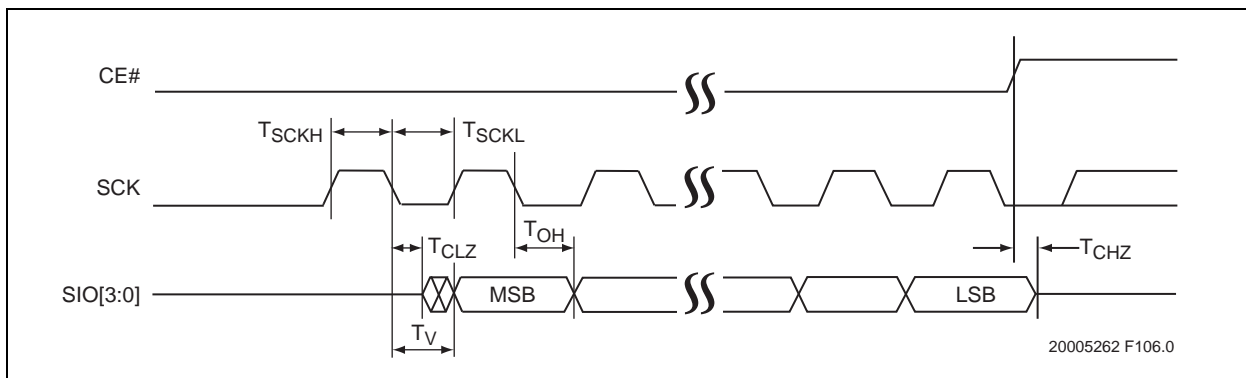 CE#
TSCKH
TSCKL
SCK
TOH
TCLZ
TCHZ
SIO[3:0]
MSB
LSB
TV
20005262 F106.0